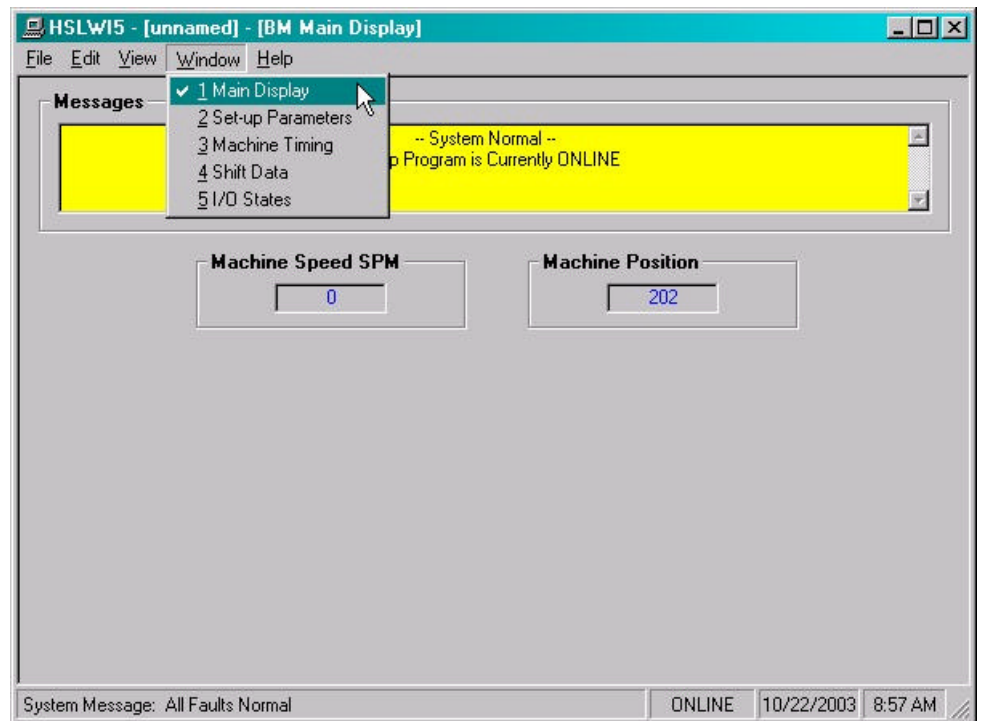 HSLWI5 - [unnamed] - [BM Main Display]
File Edit View Window Help
1 Main Display
2 Set-up Parameters
3 Machine Timing
4 Shift Data
5 I/O States
Messages
-- System Normal --
p Program is Currently ONLINE
Machine Speed SPM
0
Machine Position
202
System Message: All Faults Normal ONLINE 10/22/2003 8:57 AM